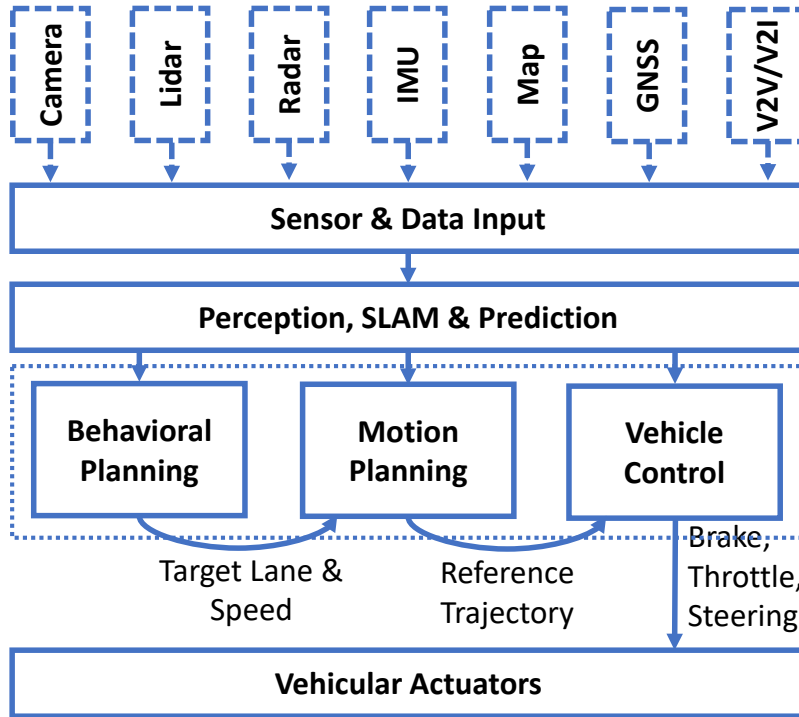 Camera
Lidar
Radar
IMU
Map
GNSS
V2V/V2I
Sensor & Data Input
Perception, SLAM & Prediction
Behavioral
Planning
Motion
Planning
Vehicle
Control
Target Lane &
Speed
Reference
Trajectory
Brake,
Throttle,
Steering
Vehicular Actuators